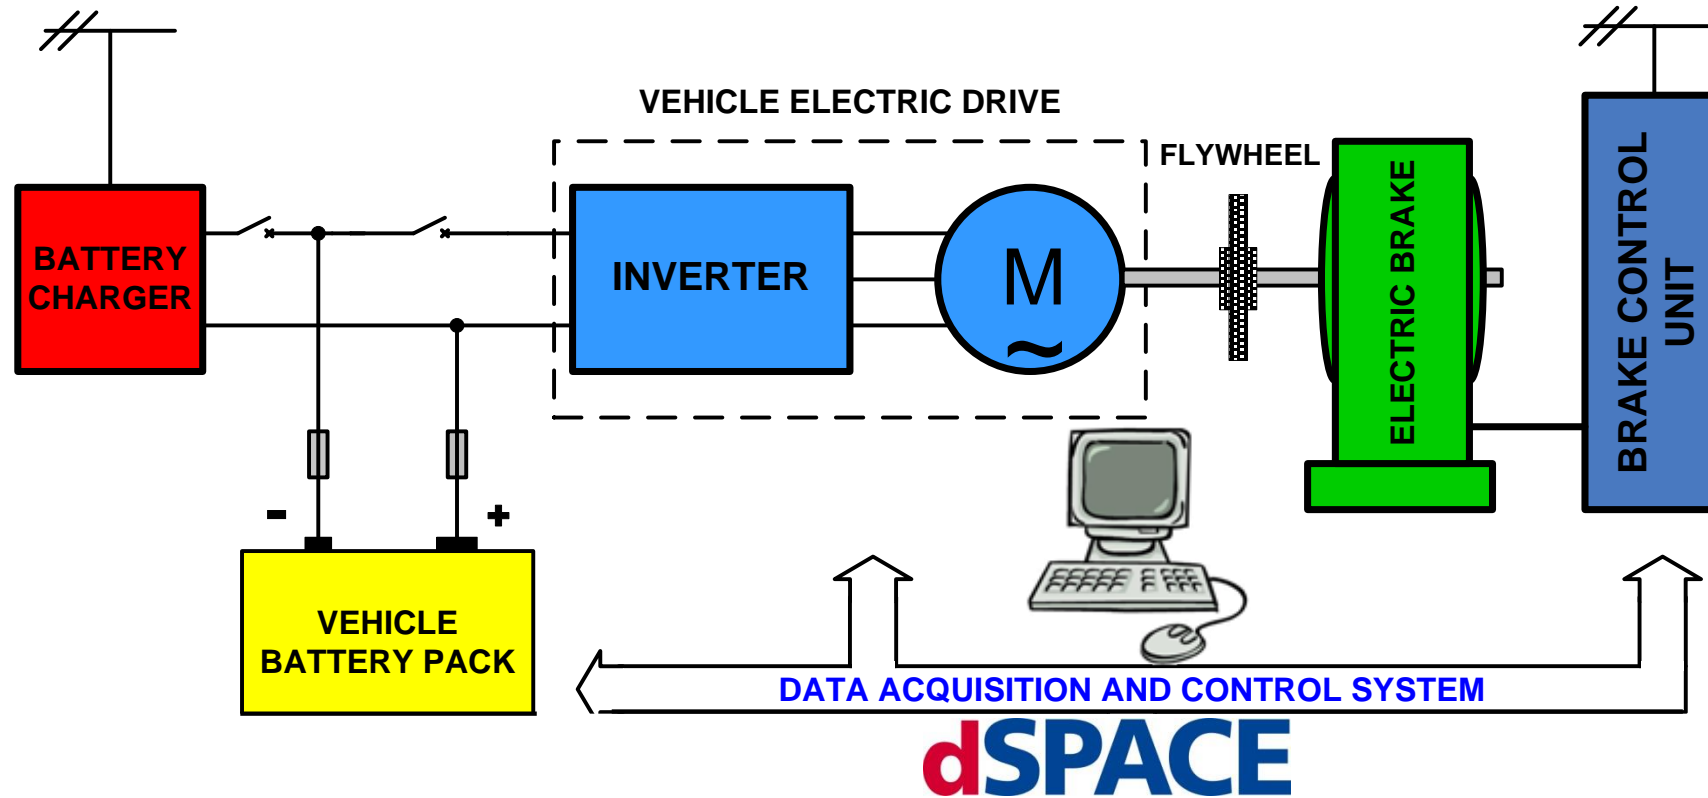 VEHICLE ELECTRIC DRIVE
FLYWHEEL
BATTERY
CHARGER
INVERTER
M
~
ELECTRIC BRAKE
BRAKE CONTROL
UNIT
- +
VEHICLE
BATTERY PACK
DATA ACQUISITION AND CONTROL SYSTEM
dSPACE